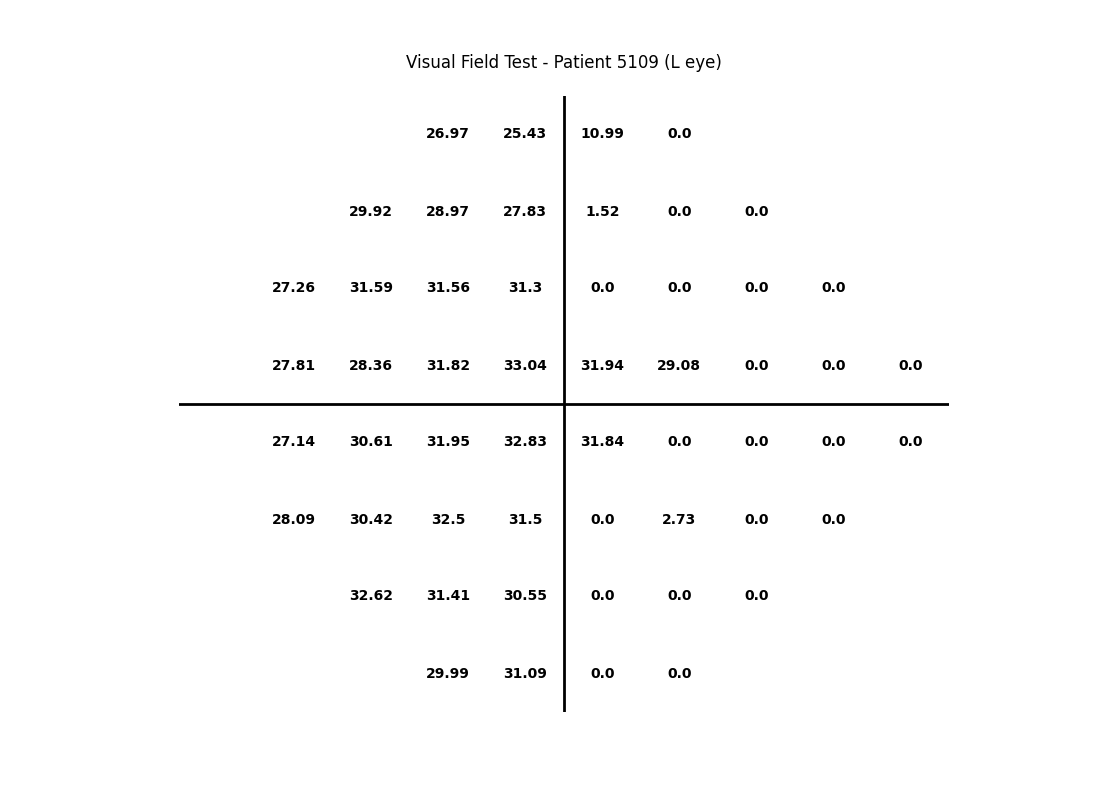 Visual Field Test - Patient 5109 (L eye)
26.97 25.43 10.99 0.0
29.92 28.97 27.83 1.52 0.0 0.0
27.26 31.59 31.56 31.3 0.0 0.0 0.0 0.0
27.81 28.36 31.82 33.04 31.94 29.08 0.0 0.0 0.0
27.14 30.61 31.95 32.83 31.84 0.0 0.0 0.0 0.0
28.09 30.42 32.5 31.5 0.0 2.73 0.0 0.0
32.62 31.41 30.55 0.0 0.0 0.0
29.99 31.09 0.0 0.0